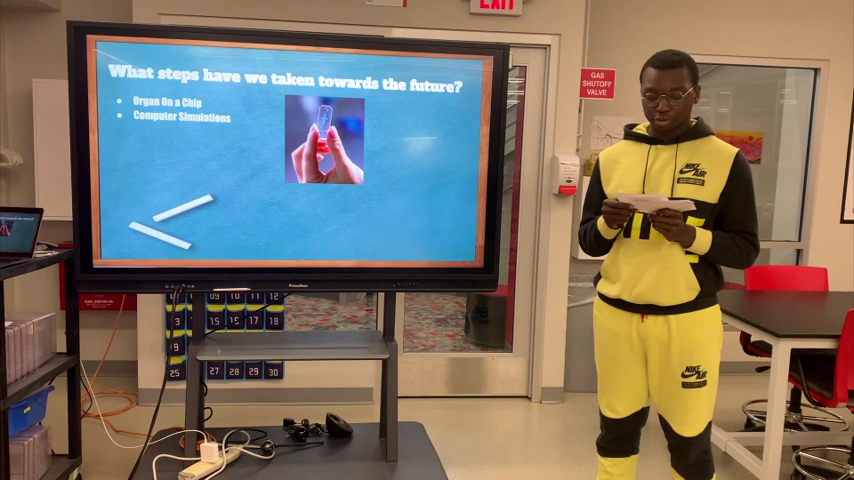 EXIT
What steps have we taken towards the future?
• Organ On a Chip
• Computer Simulations
GAS
SHUTOFF
VALVE
NIKE
AIR
NIKE
AIR
Promethean
09 10 11 12
13 15 16 17 18
19
25 27 28 29 30